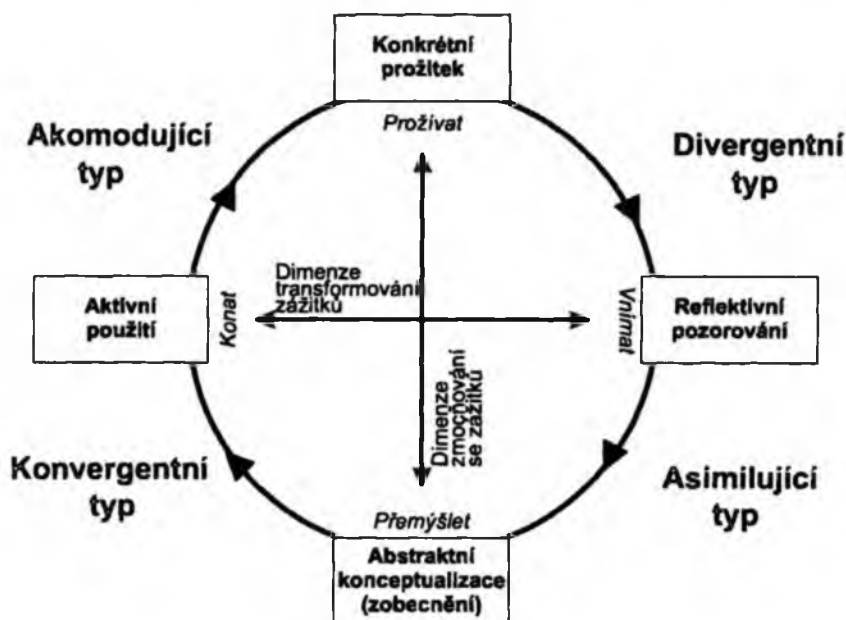 Konkrétní
prožitek
Prožívat
Akomodující
typ
Divergentní
typ
Dimenze
transformování
zážitků
Aktivní
použití
Konat
Vnímat
Reflektivní
pozorování
Dimenze
zmocňování
se zážitků
Konvergentní
typ
Asimilující
typ
Přemýšlet
Abstraktní
konceptualizace
(zobecnění)